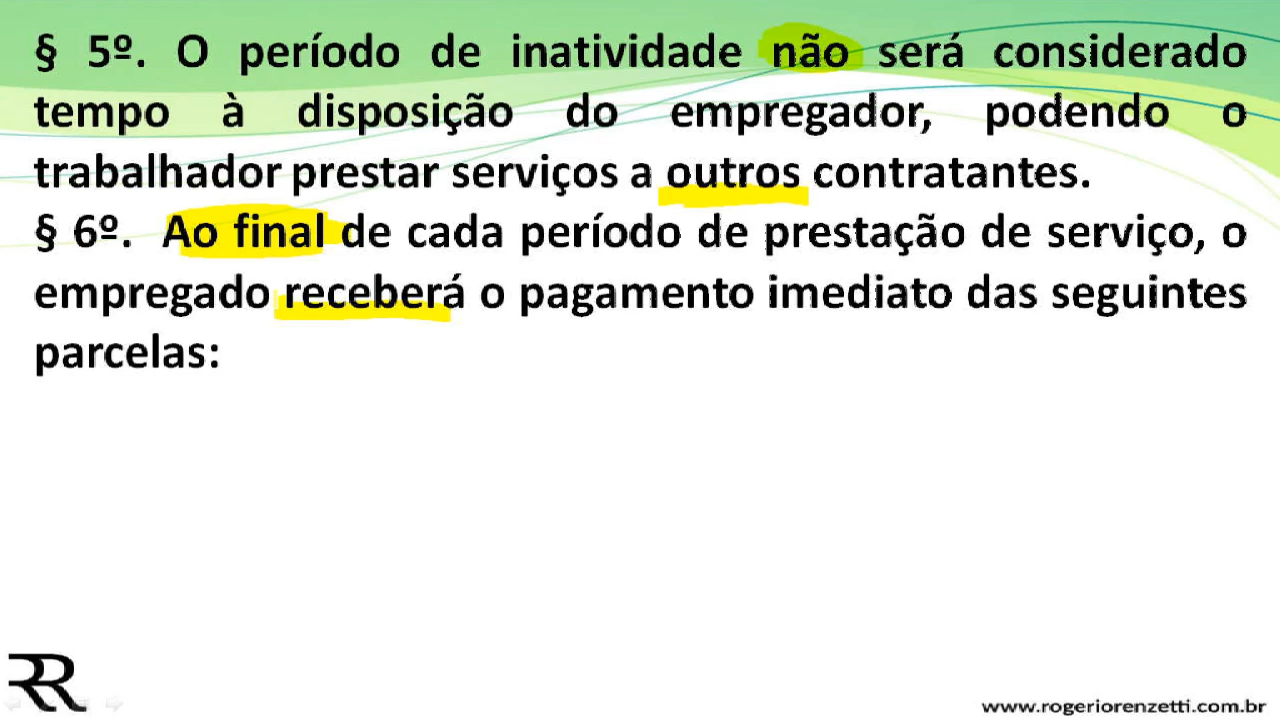 § 5º. O período de inatividade não será considerado
tempo à disposição do empregador, podendo o
trabalhador prestar serviços a outros contratantes.
§ 6º. Ao final de cada período de prestação de serviço, o
empregado receberá o pagamento imediato das seguintes
parcelas:
RR
www.rogeriorenzetti.com.br